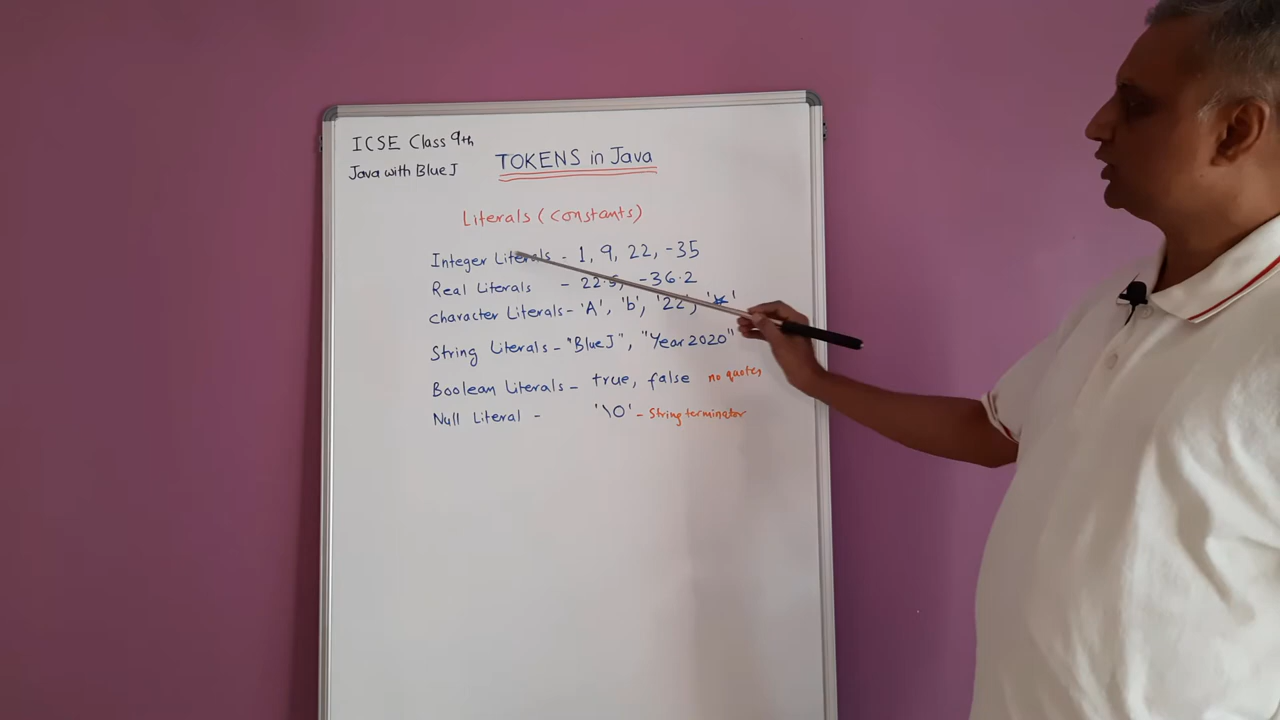 ICSE Class 9th
Java with BlueJ
TOKENS in Java
Literals (constants)
Integer Literals - 1, 9, 22, -35
Real Literals - 22.5, -36.2
Character Literals - 'A', 'b', '22', '*'
String Literals - "BlueJ", "Year 2020"
Boolean Literals - true, false no quotes
Null Literal - '\0' - String terminator